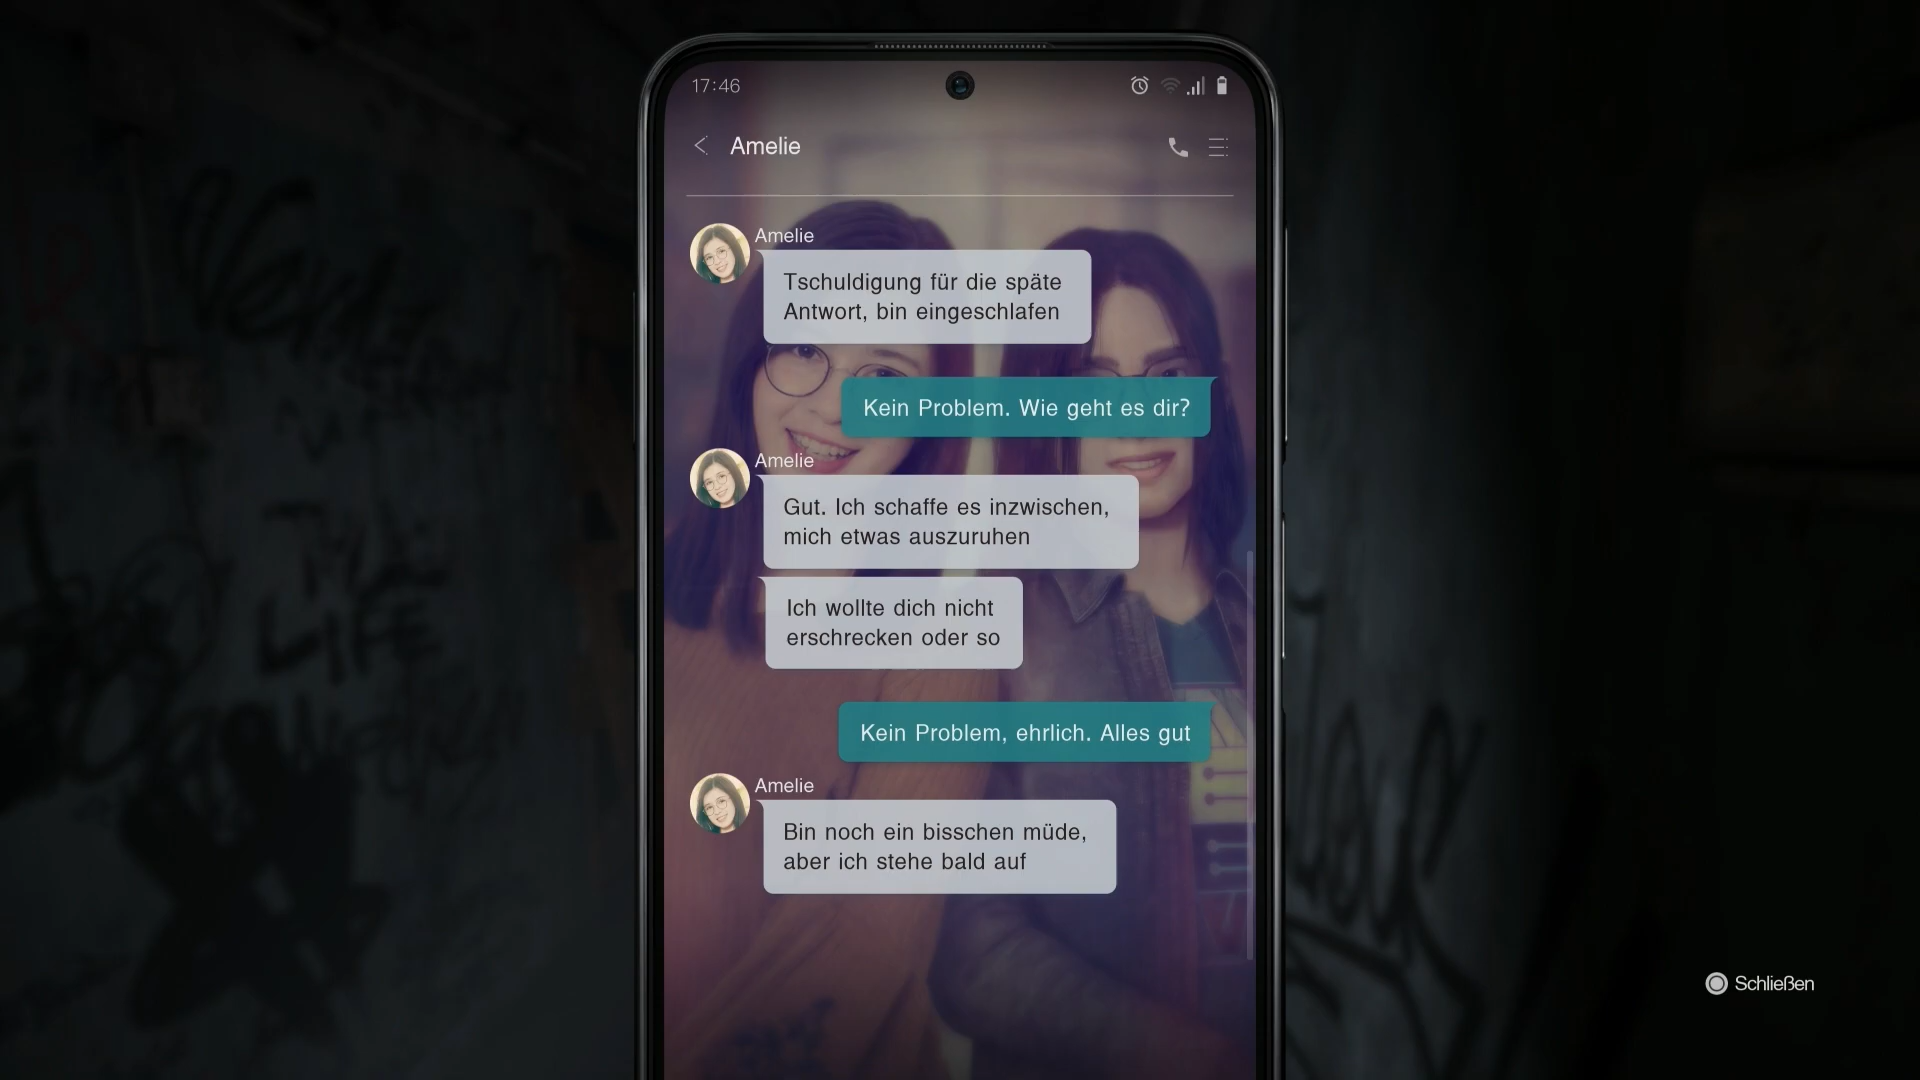 17:46
Amelie
Amelie
Tschuldigung für die späte
Antwort, bin eingeschlafen
Kein Problem. Wie geht es dir?
Amelie
Gut. Ich schaffe es inzwischen,
mich etwas auszuruhen
Ich wollte dich nicht
erschrecken oder so
Kein Problem, ehrlich. Alles gut
Amelie
Bin noch ein bisschen müde,
aber ich stehe bald auf
Schließen
LIFE